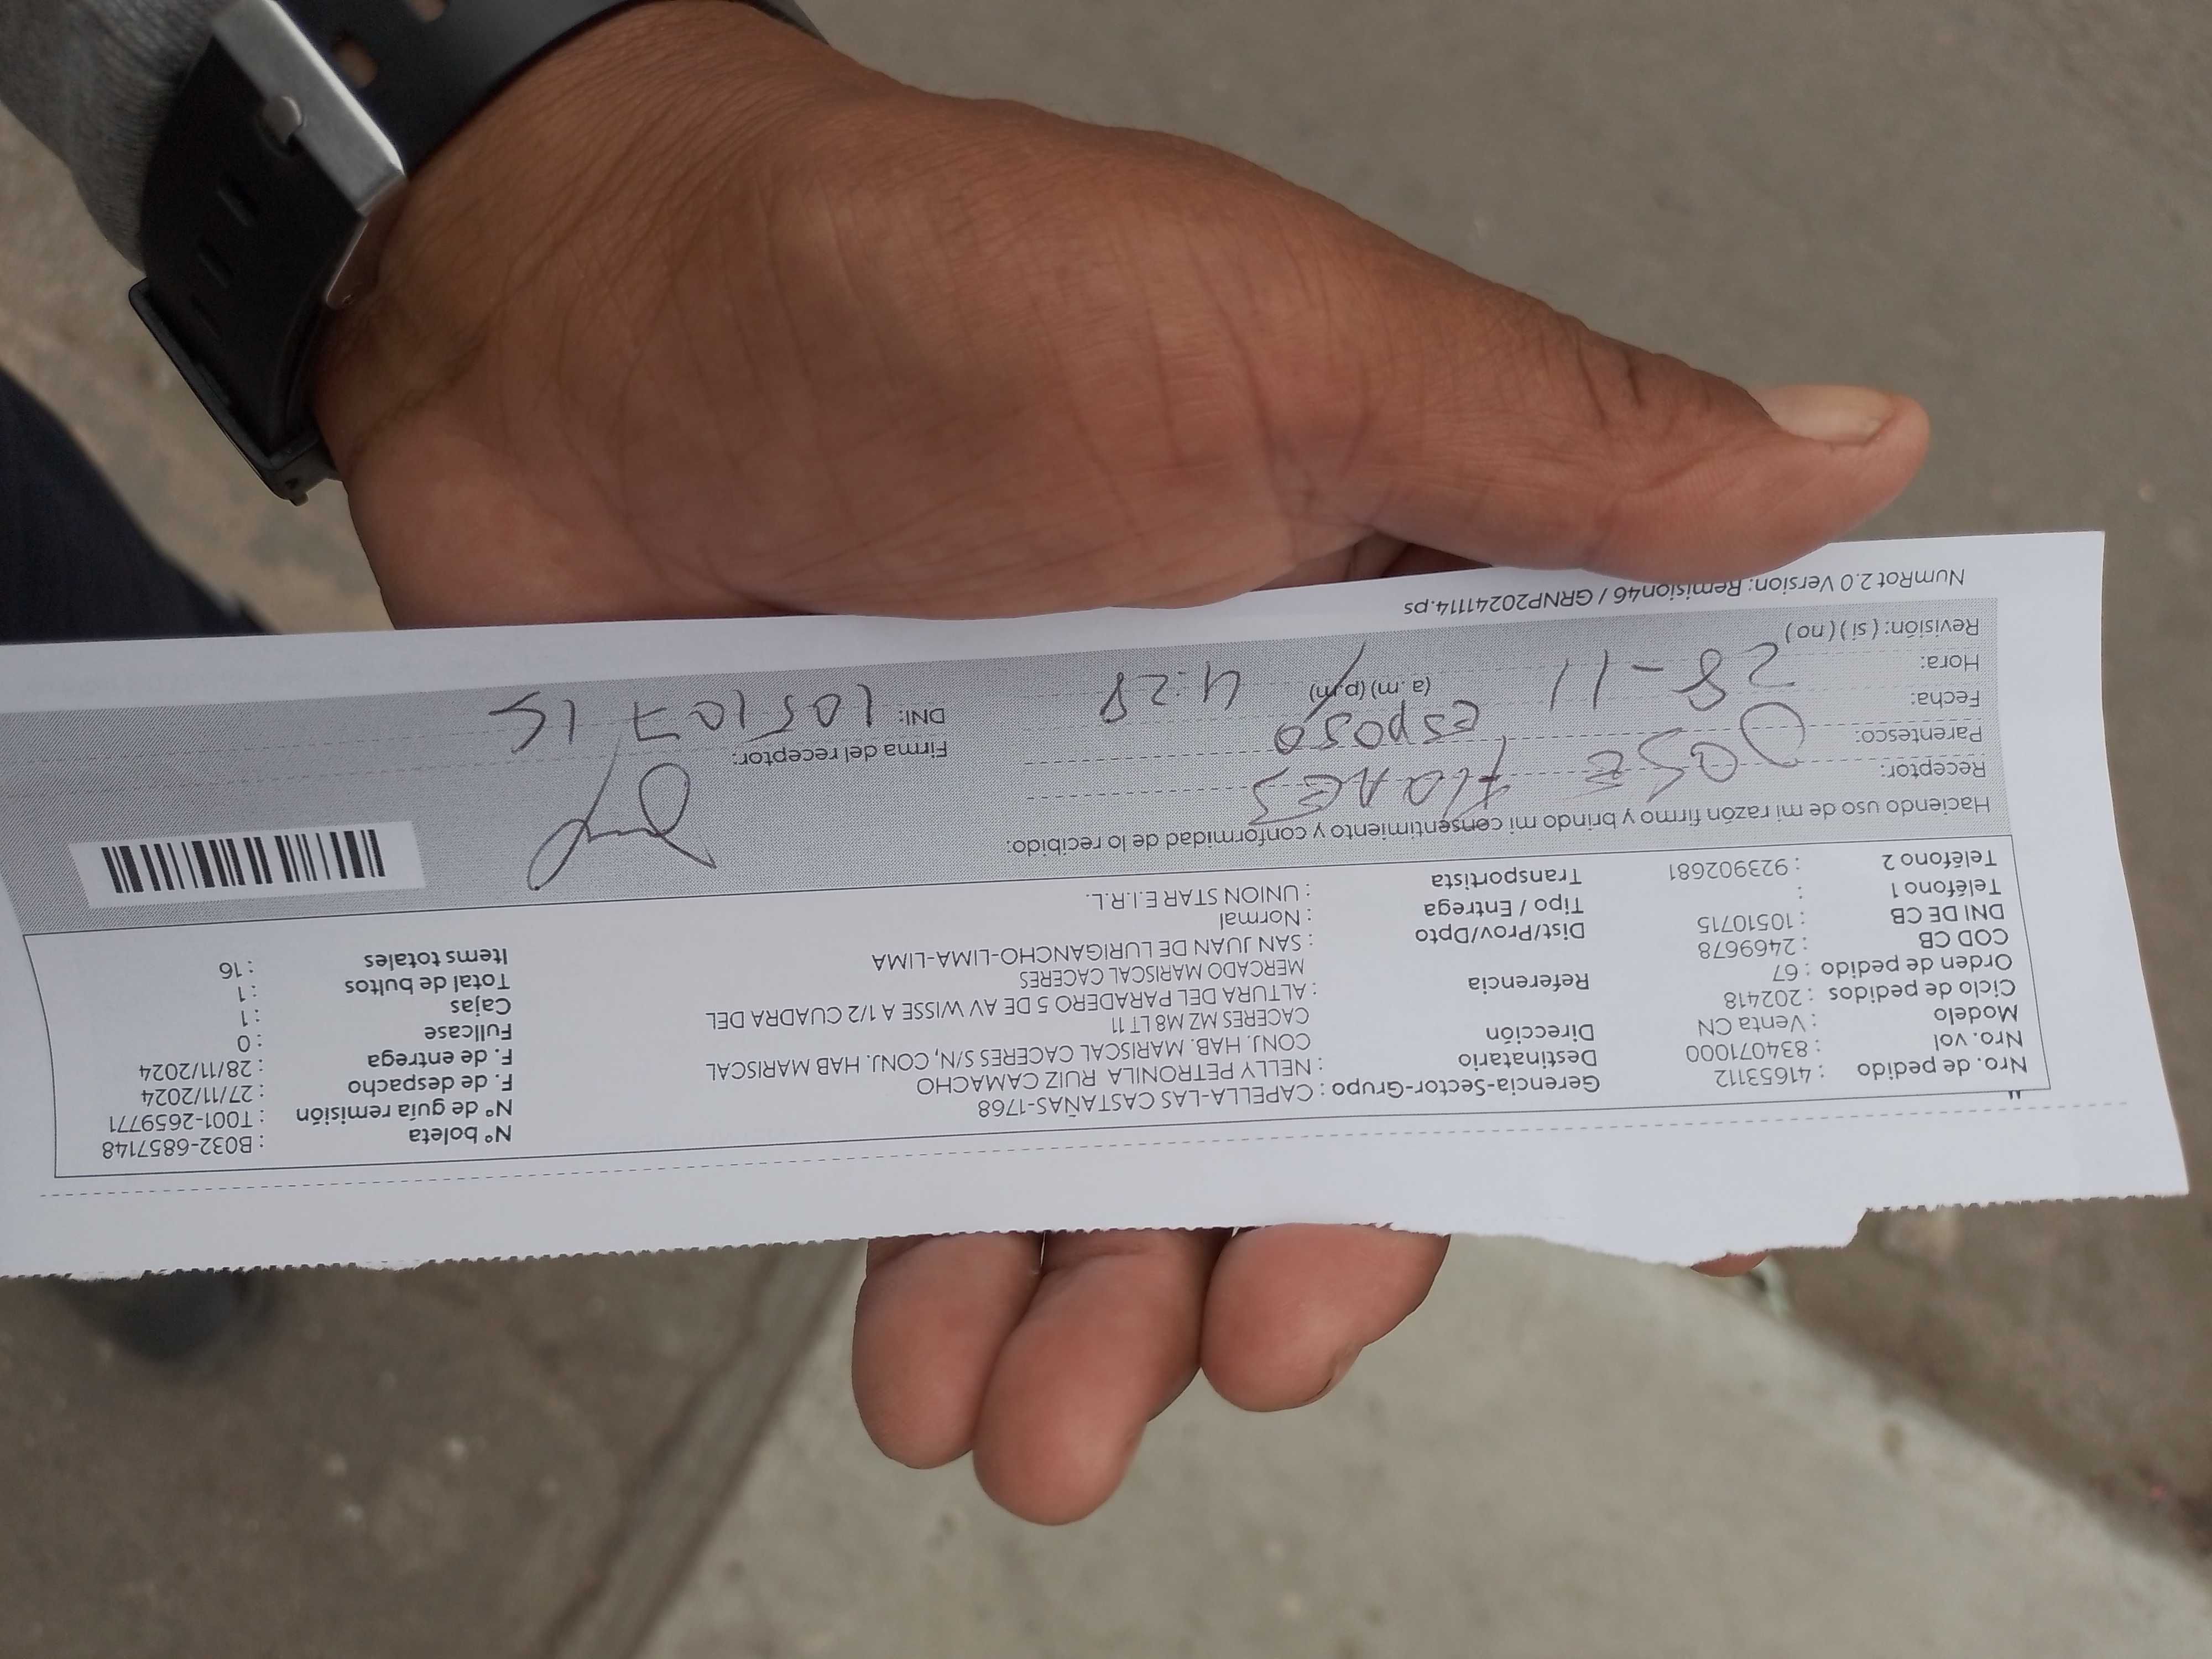 Nro. de pedido : 41653112
Nro. vol. : 834071000
Modelo : Venta CN
Ciclo de pedidos : 202418
Orden de pedido : 67
COD CB : 2469678
DNI DE CB : 10510715
Teléfono 1 :
Teléfono 2 : 923902681
Gerencia-Sector-Grupo : CAPELLA-LAS CASTAÑAS-1768
Destinatario : NELLY PETRONILA RUIZ CAMACHO
Dirección CONJ. HAB. MARISCAL CACERES S/N, CONJ. HAB MARISCAL
CACERES MZ M8 LT 11
Referencia : ALTURA DEL PARADERO 5 DE AV WISSE A 1/2 CUADRA DEL
MERCADO MARISCAL CACERES
Dist/Prov/Dpto : SAN JUAN DE LURIGANCHO-LIMA-LIMA
Tipo / Entrega : Normal
Transportista : UNION STAR E.I.R.L.
N° boleta : B032-6857148
N° de guía remisión : T001-2659771
F. de despacho : 27/11/2024
F. de entrega : 28/11/2024
Fullcase : 0
Cajas : 1
Total de bultos : 1
Items totales : 16
Haciendo uso de mi razón firmo y brindo mi consentimiento y conformidad de lo recibido:
Receptor: JOSE
Parentesco: esposo
Fecha: 28-11
Hora: (a.m) (p.m) 4:28
Revisión: ( si ) ( no )
Firma del receptor:
DNI: 10510715
NumRot 2.0 Version: Remision46 / GRNP20241114.ps